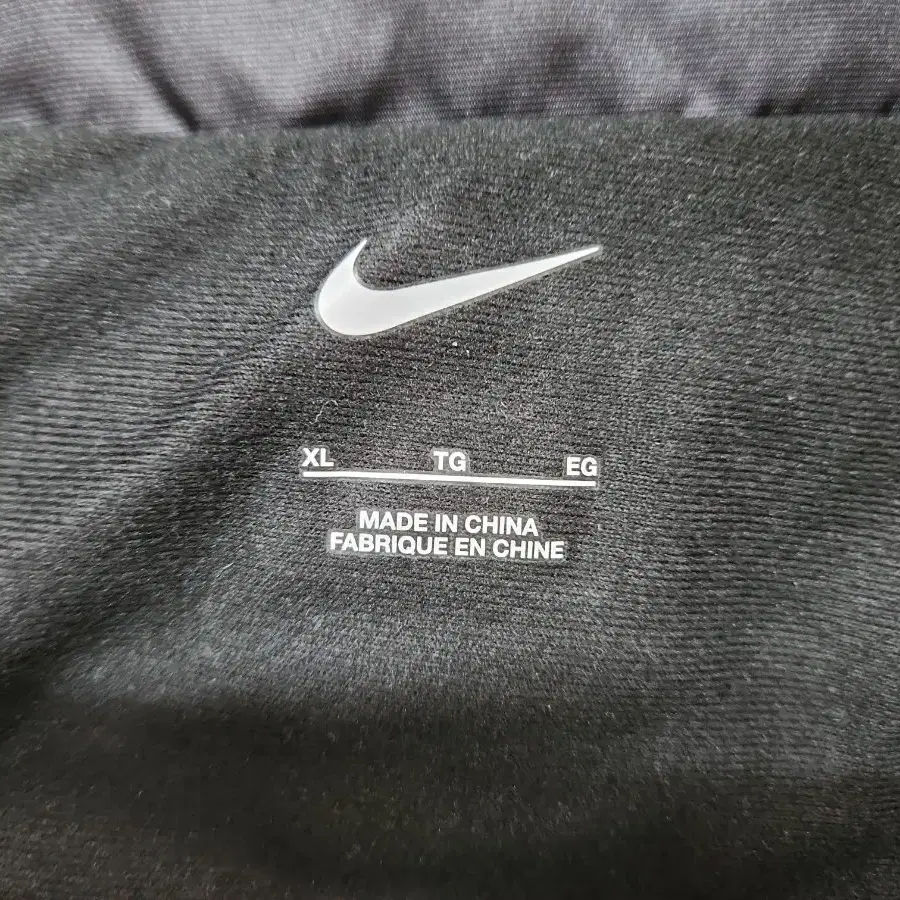 XL TG EG
MADE IN CHINA
FABRIQUE EN CHINE